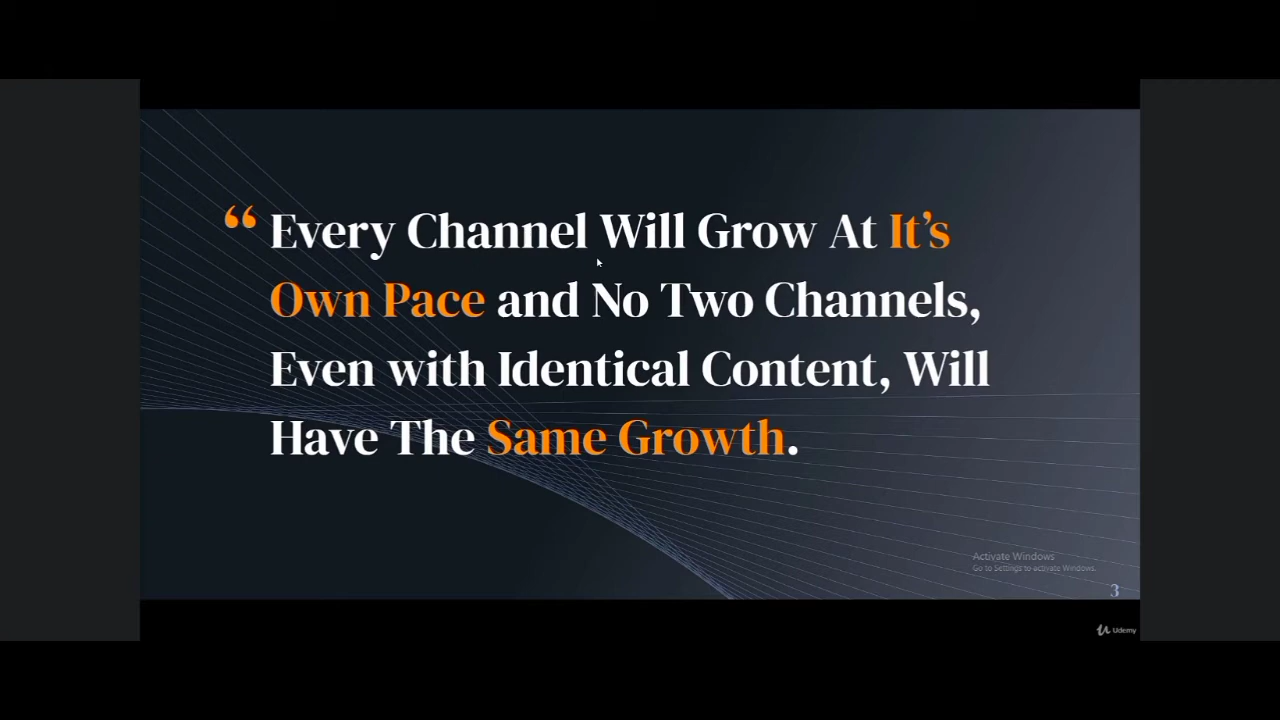 “ Every Channel Will Grow At It’s
Own Pace and No Two Channels,
Even with Identical Content, Will
Have The Same Growth.
Activate Windows
Go to Settings to activate Windows.
3
Udemy